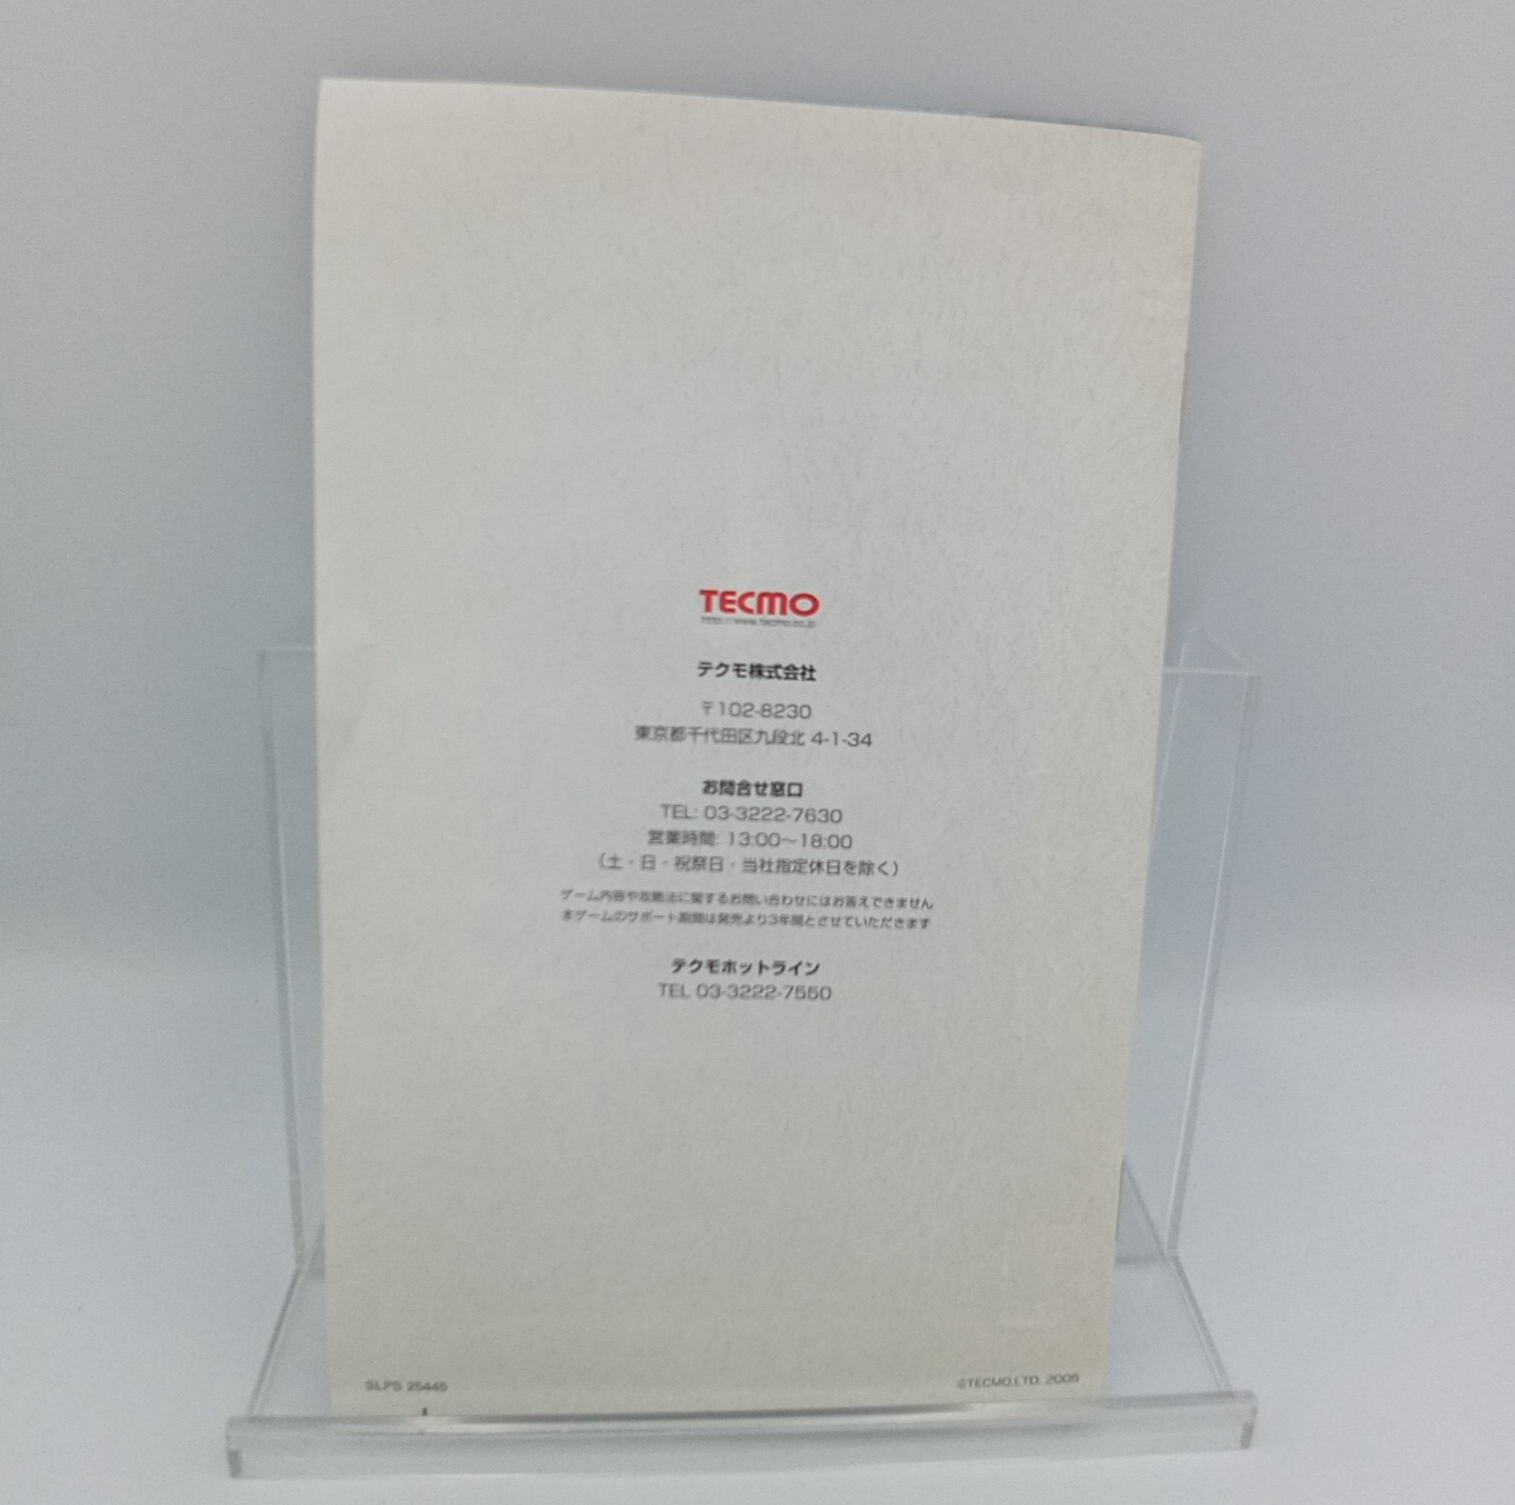 TECMO
http://www.tecmo.co.jp
テクモ株式会社
〒102-8230
東京都千代田区九段北 4-1-34
お問合せ窓口
TEL: 03-3222-7630
営業時間: 13:00～18:00
(土・日・祝祭日・当社指定休日を除く)
ゲーム内容や攻略法に関するお問い合わせにはお答えできません
本ゲームのサポート期間は発売より3年間とさせていただきます
テクモホットライン
TEL 03-3222-7550
SLPS 25445
©TECMO,LTD. 2005